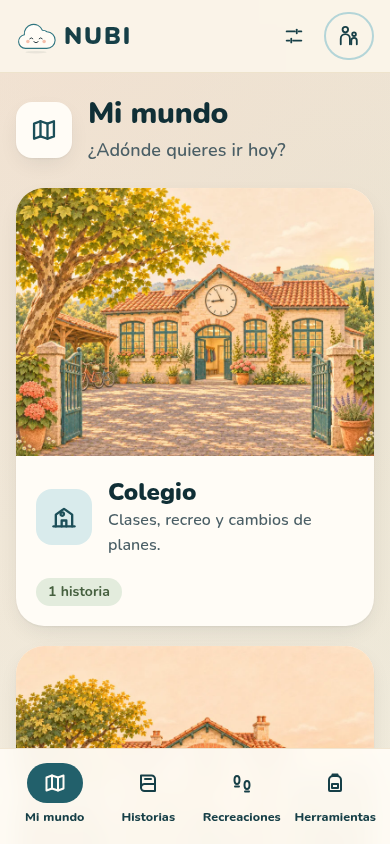 NUBI
Mi mundo
¿Adónde quieres ir hoy?
Colegio
Clases, recreo y cambios de
planes.
1 historia
Mi mundo
Historias
Recreaciones
Herramientas